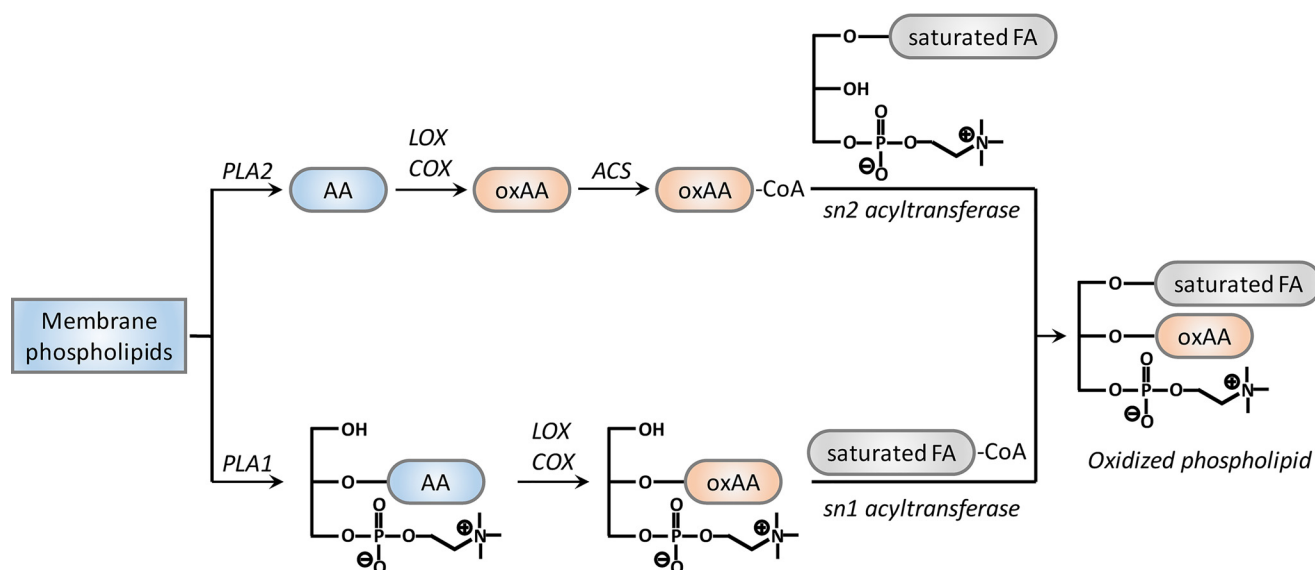 saturated FA
O
OH
O
P
O
O
⊖O
⊕
N
PLA2
AA
LOX
COX
oxAA
ACS
oxAA
-CoA
sn2 acyltransferase
Membrane
phospholipids
O
saturated FA
O
oxAA
O
P
O
O
⊖O
⊕
N
Oxidized phospholipid
PLA1
OH
O
AA
O
P
O
O
⊖O
⊕
N
LOX
COX
OH
O
oxAA
O
P
O
O
⊖O
⊕
N
saturated FA
-CoA
sn1 acyltransferase